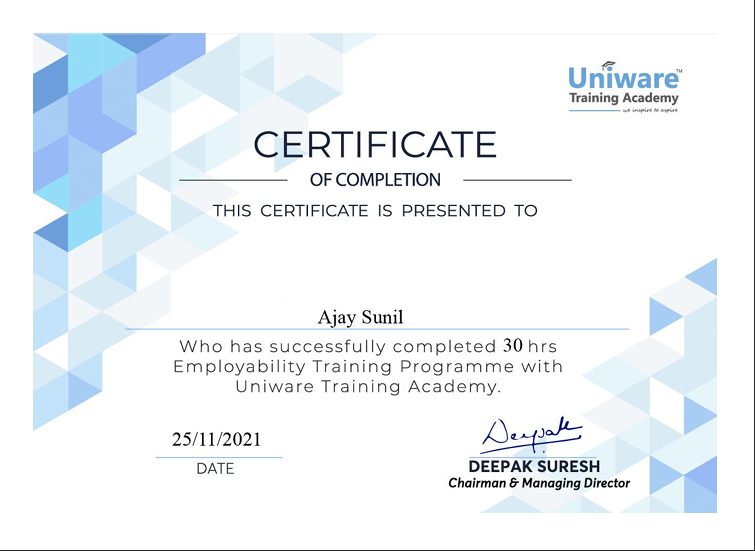 Uniware™
Training Academy
we inspire to aspire
CERTIFICATE
OF COMPLETION
THIS CERTIFICATE IS PRESENTED TO
Ajay Sunil
Who has successfully completed 30 hrs
Employability Training Programme with
Uniware Training Academy.
25/11/2021
DATE
Deepak
DEEPAK SURESH
Chairman & Managing Director